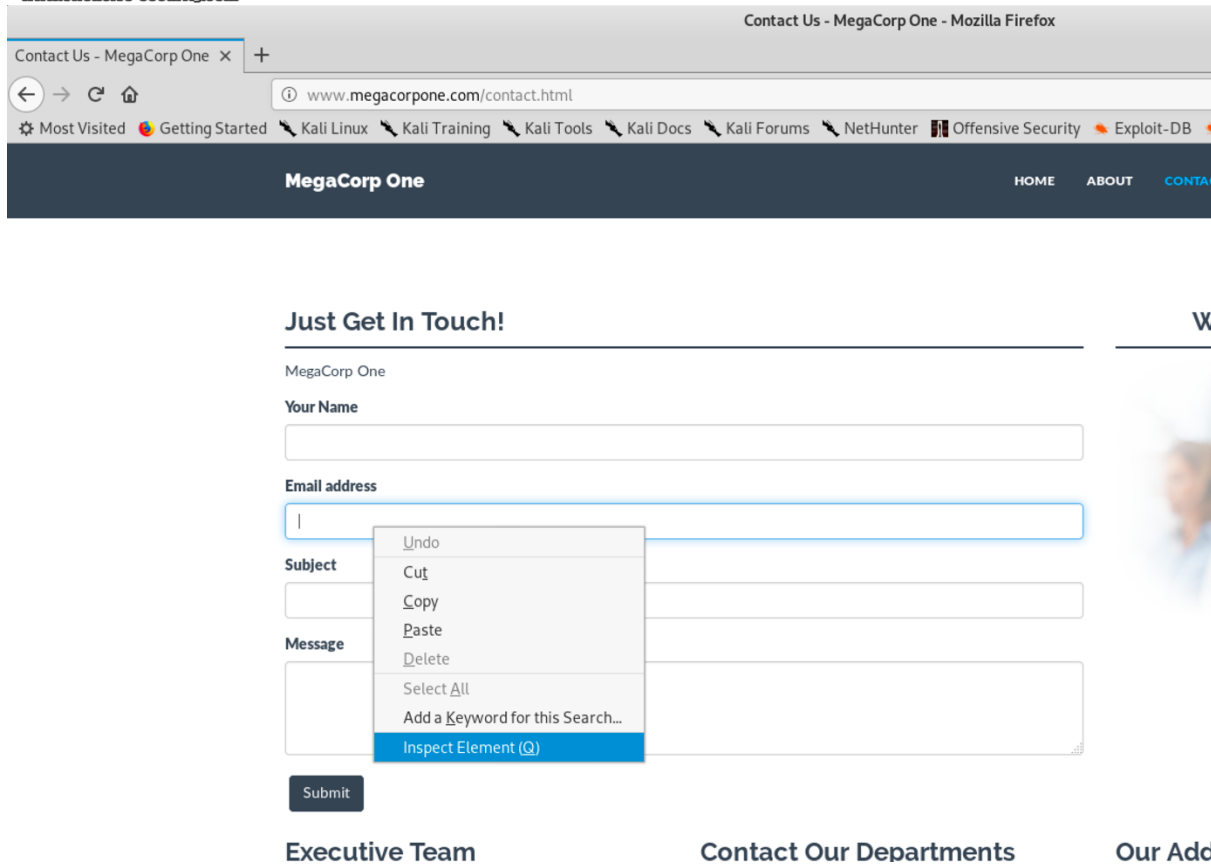 Contact Us - MegaCorp One - Mozilla Firefox
Contact Us - MegaCorp One × +
www.megacorpone.com/contact.html
Most Visited Getting Started Kali Linux Kali Training Kali Tools Kali Docs Kali Forums NetHunter Offensive Security Exploit-DB
MegaCorp One HOME ABOUT
Just Get In Touch!
MegaCorp One
Your Name
Email address
Undo
Subject
Cut
Copy
Paste
Message
Delete
Select All
Add a Keyword for this Search...
Inspect Element (Q)
Submit
Executive Team Contact Our Departments Our